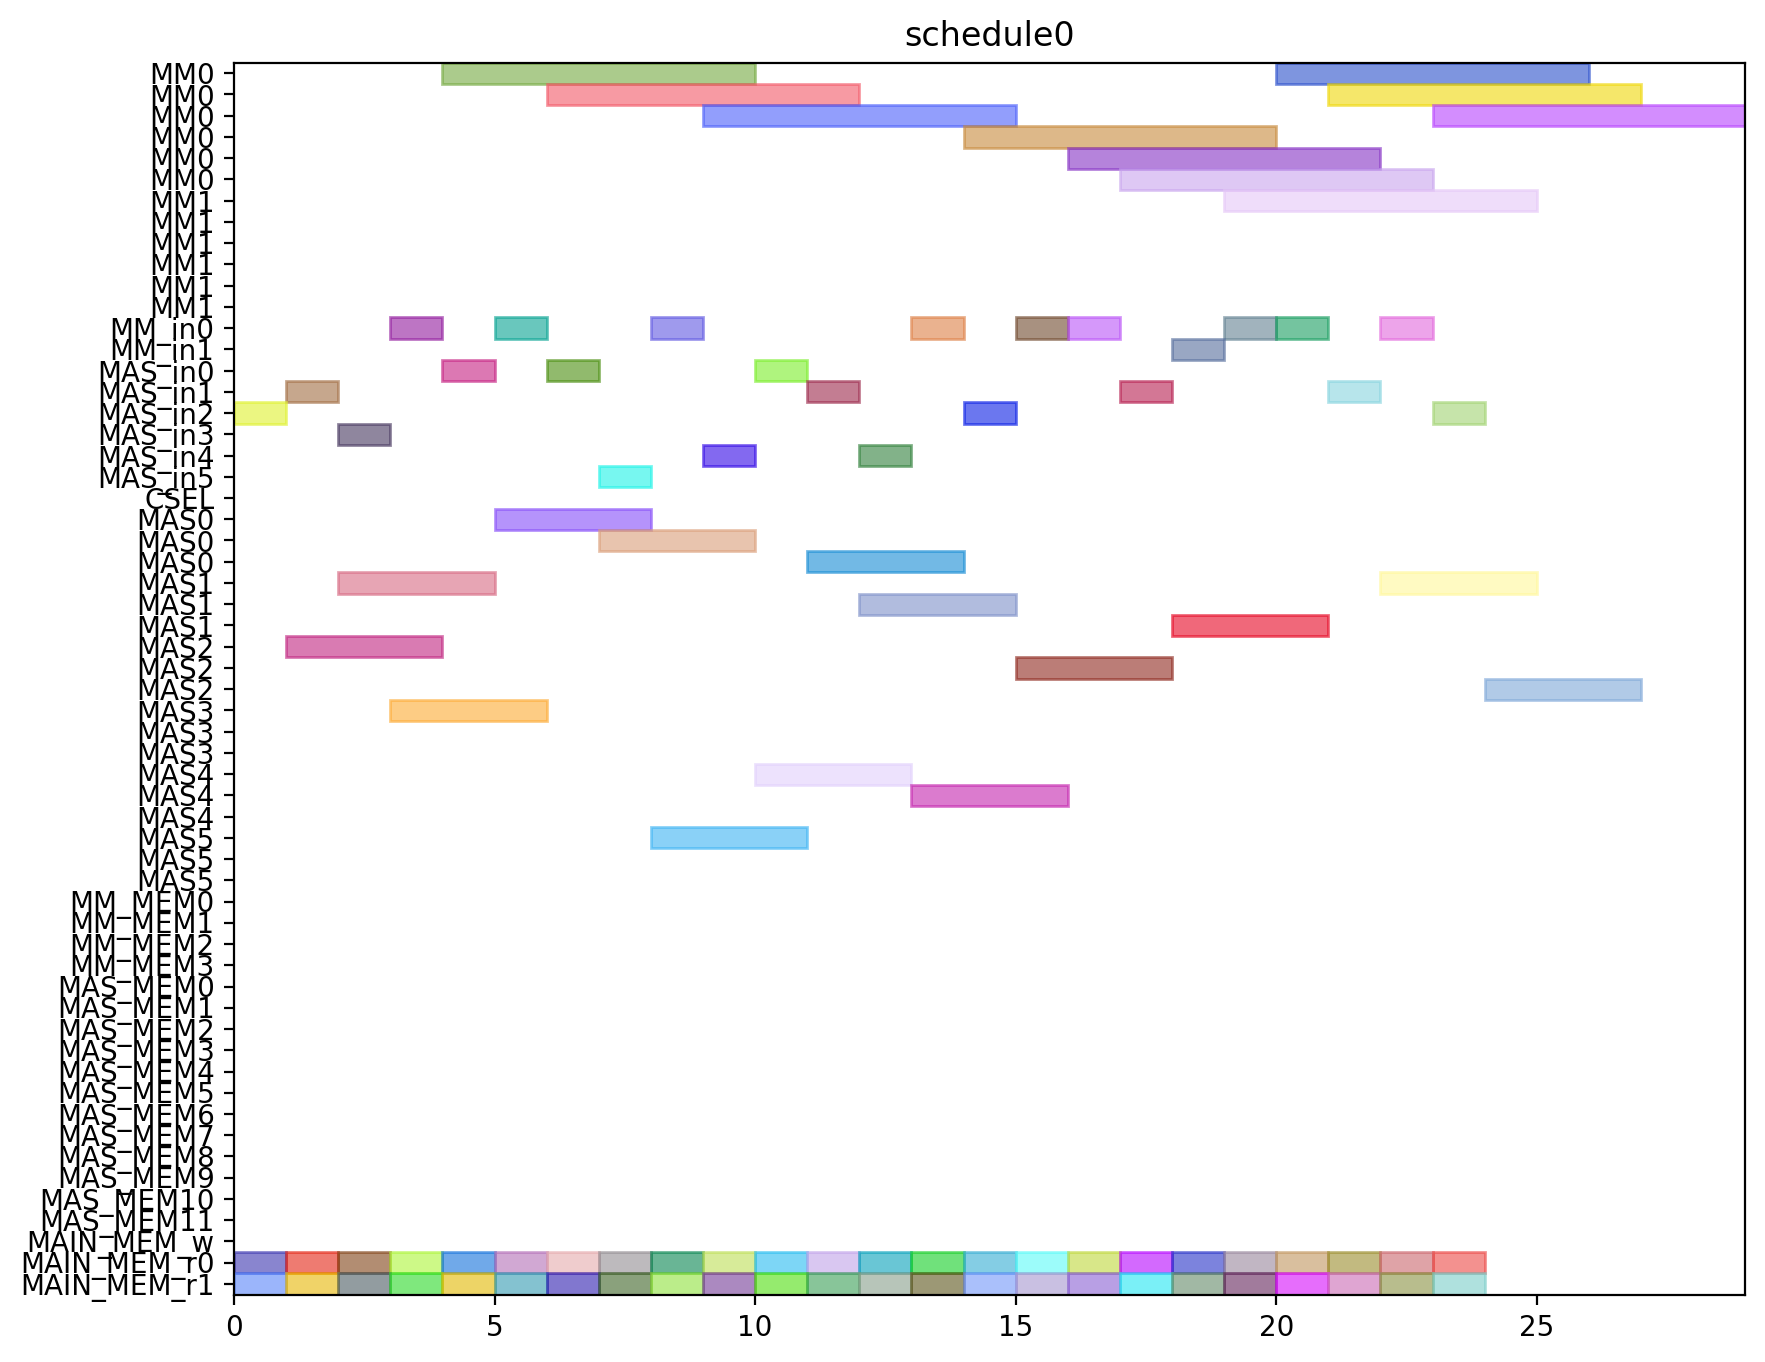 schedule0
MM0
MM0
MM0
MM0
MM0
MM0
MM1
MM1
MM1
MM1
MM1
MM1
MM_in0
MM_in1
MAS_in0
MAS_in1
MAS_in2
MAS_in3
MAS_in4
MAS_in5
CSEL
MAS0
MAS0
MAS0
MAS1
MAS1
MAS1
MAS2
MAS2
MAS2
MAS3
MAS3
MAS3
MAS4
MAS4
MAS4
MAS5
MAS5
MAS5
MM_MEM0
MM_MEM1
MM_MEM2
MM_MEM3
MAS_MEM0
MAS_MEM1
MAS_MEM2
MAS_MEM3
MAS_MEM4
MAS_MEM5
MAS_MEM6
MAS_MEM7
MAS_MEM8
MAS_MEM9
MAS_MEM10
MAS_MEM11
MAIN_MEM_w
MAIN_MEM_r0
MAIN_MEM_r1
0 5 10 15 20 25